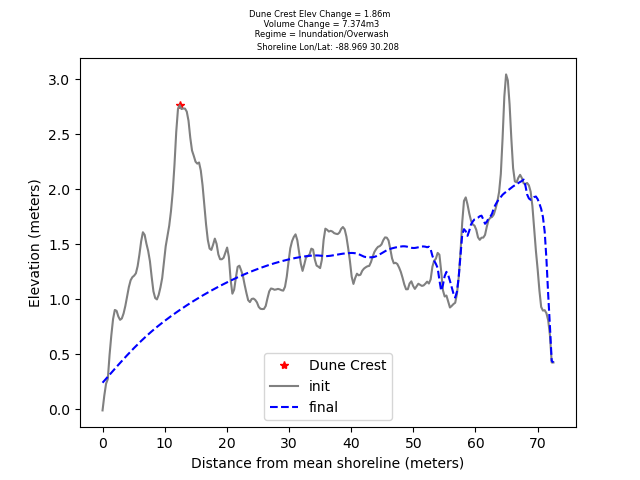 Dune Crest Elev Change = 1.86m
Volume Change = 7.374m3
Regime = Inundation/Overwash
Shoreline Lon/Lat: -88.969 30.208
3.0
2.5
2.0
1.5
1.0
0.5
0.0
Elevation (meters)
Dune Crest
init
final
0 10 20 30 40 50 60 70
Distance from mean shoreline (meters)